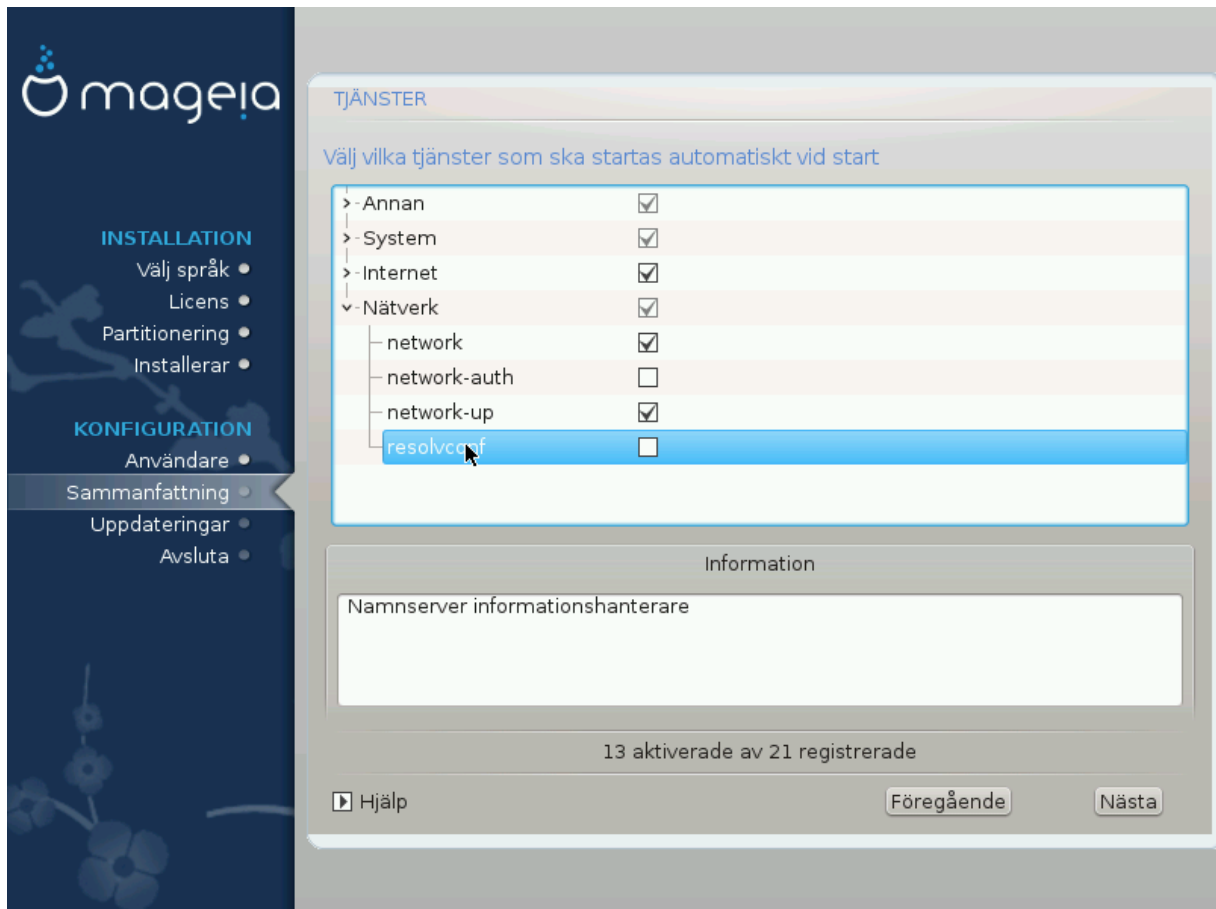 mageia
INSTALLATION
Välj språk
Licens
Partitionering
Installerar
KONFIGURATION
Användare
Sammanfattning
Uppdateringar
Avsluta
TJÄNSTER
Välj vilka tjänster som ska startas automatiskt vid start
Annan
System
Internet
Nätverk
network
network-auth
network-up
resolvconf
Information
Namnserver informationshanterare
13 aktiverade av 21 registrerade
Hjälp
Föregående
Nästa